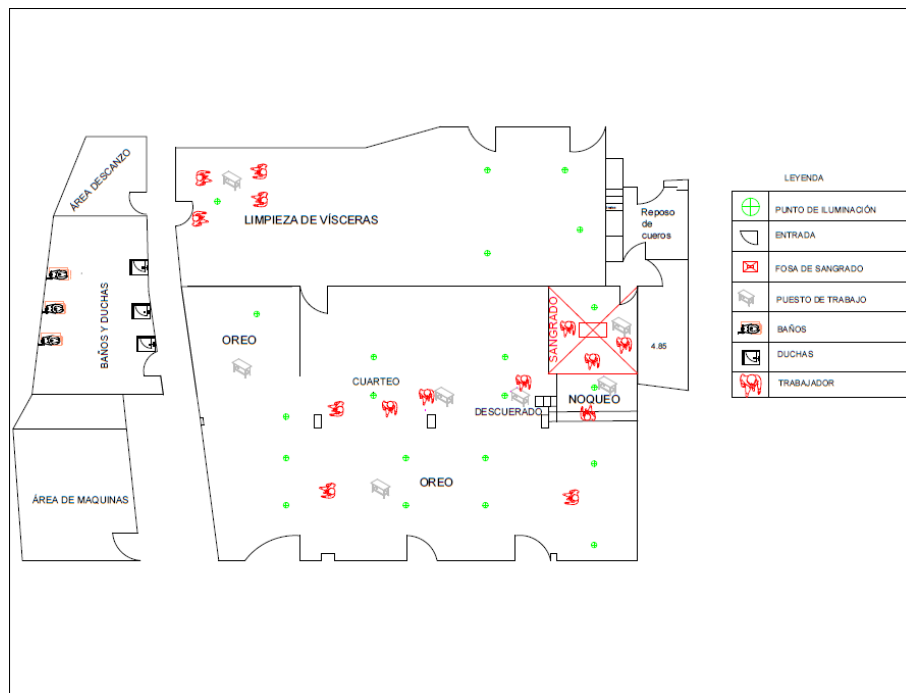 ÁREA DESCANZO
LIMPIEZA DE VÍSCERAS
Reposo
de
cueros
BAÑOS Y DUCHAS
OREO
SANGRADO
4.85
CUARTEO
DESCUERADO
NOQUEO
OREO
ÁREA DE MAQUINAS
LEYENDA
PUNTO DE ILUMINACIÓN
ENTRADA
FOSA DE SANGRADO
PUESTO DE TRABAJO
BAÑOS
DUCHAS
TRABAJADOR